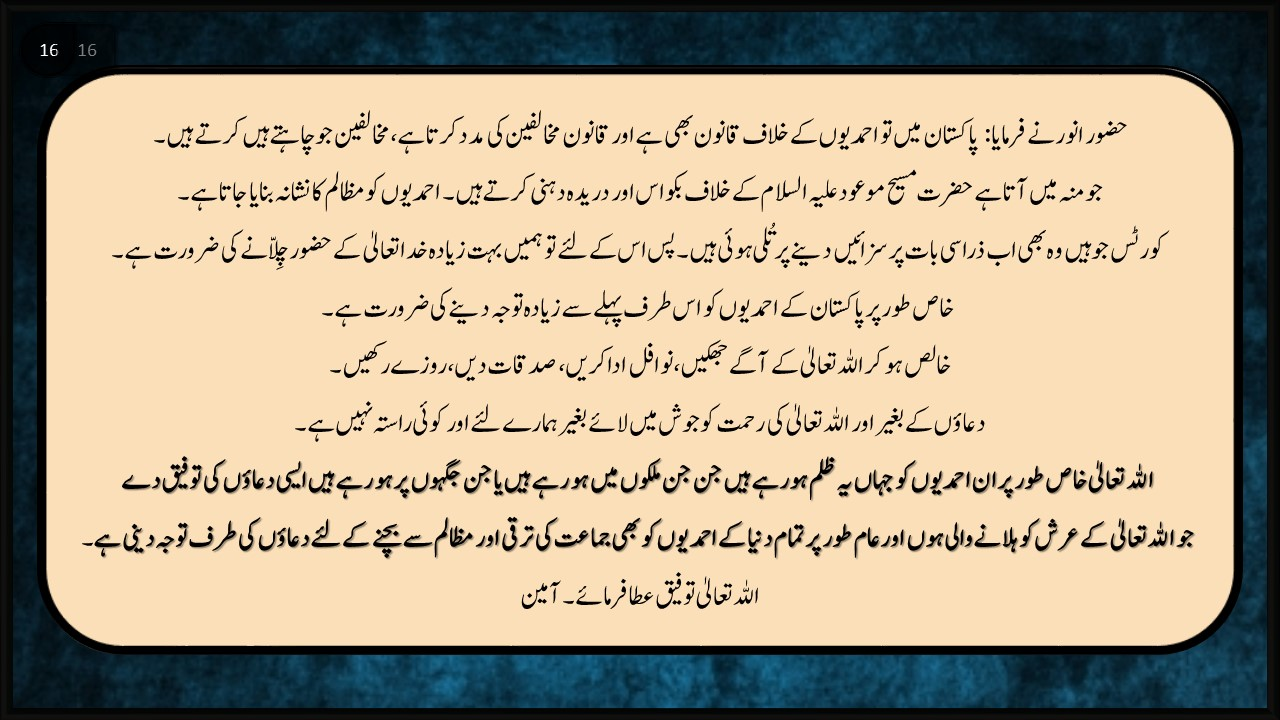 16 16
حضور انور نے فرمایا: پاکستان میں تو احمدیوں کے خلاف قانون بھی ہے اور قانون مخالفین کی مدد کرتا ہے، مخالفین جو چاہتے ہیں کرتے ہیں۔
جو منہ میں آتا ہے حضرت مسیح موعود علیہ السلام کے خلاف بکواس اور دریدہ دہنی کرتے ہیں۔ احمدیوں کو مظالم کا نشانہ بنایا جاتا ہے۔
کورٹس جو ہیں وہ بھی اب ذرا سی بات پر سزائیں دینے پر تُلی ہوئی ہیں۔ پس اس کے لئے تو ہمیں بہت زیادہ خدا تعالیٰ کے حضور چِلّانے کی ضرورت ہے۔
خاص طور پر پاکستان کے احمدیوں کو اس طرف پہلے سے زیادہ توجہ دینے کی ضرورت ہے۔
خالص ہو کر اللہ تعالیٰ کے آگے جھکیں، نوافل ادا کریں، صدقات دیں، روزے رکھیں۔
دعاؤں کے بغیر اور اللہ تعالیٰ کی رحمت کو جوش میں لائے بغیر ہمارے لئے اور کوئی راستہ نہیں ہے۔
اللہ تعالیٰ خاص طور پر ان احمدیوں کو جہاں یہ ظلم ہو رہے ہیں جن جن ملکوں میں ہو رہے ہیں یا جن جگہوں پر ہو رہے ہیں ایسی دعاؤں کی توفیق دے
جو اللہ تعالیٰ کے عرش کو ہلانے والی ہوں اور عام طور پر تمام دنیا کے احمدیوں کو بھی جماعت کی ترقی اور مظالم سے بچنے کے لئے دعاؤں کی طرف توجہ دینی ہے۔
اللہ تعالیٰ توفیق عطا فرمائے۔ آمین